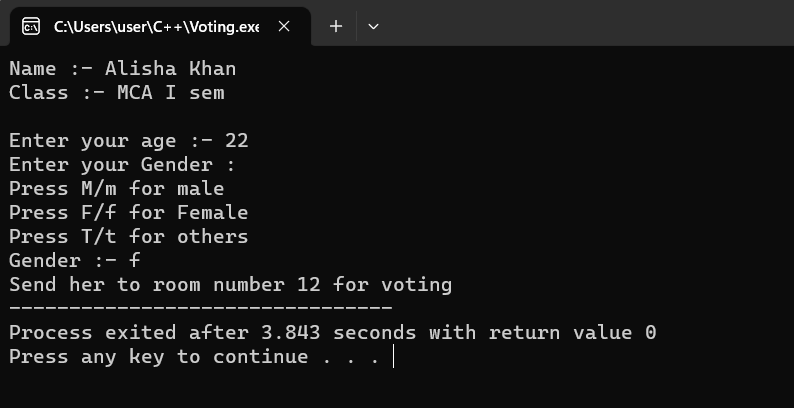 C:\Users\user\C++\Voting.exe
Name :- Alisha Khan
Class :- MCA I sem
Enter your age :- 22
Enter your Gender :
Press M/m for male
Press F/f for Female
Press T/t for others
Gender :- f
Send her to room number 12 for voting
--------------------------------
Process exited after 3.843 seconds with return value 0
Press any key to continue . . .